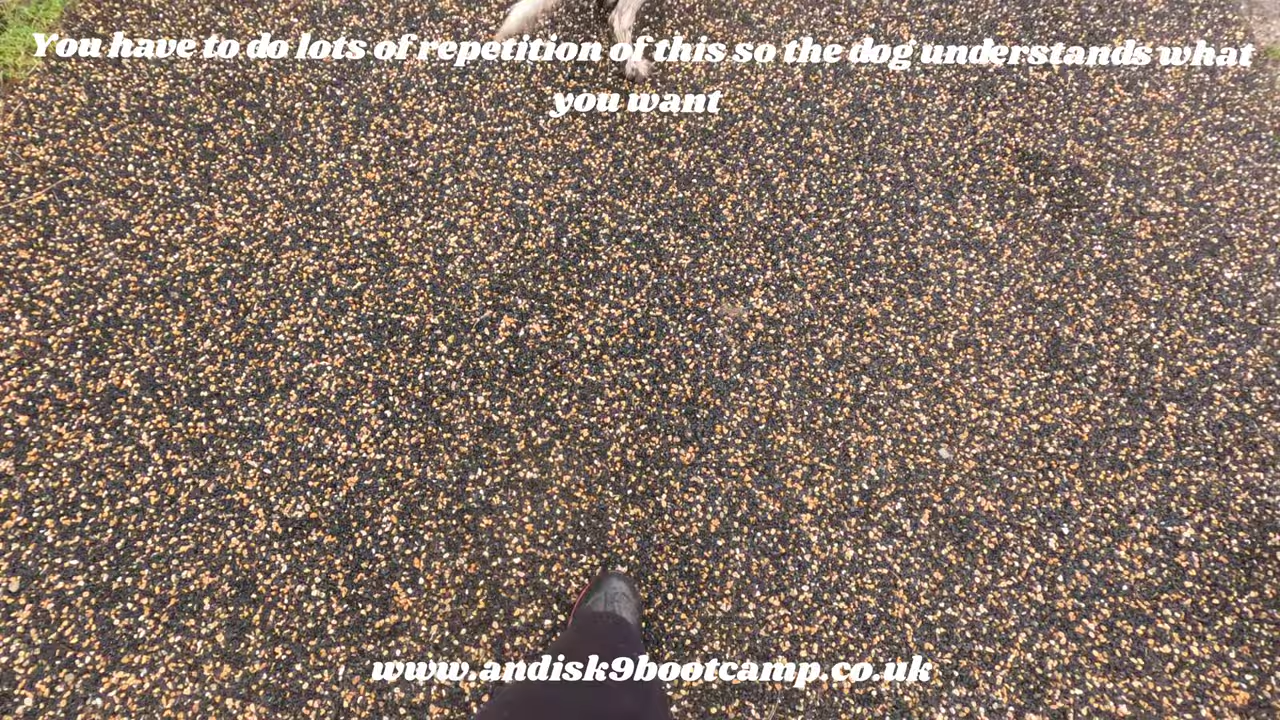 You have to do lots of repetition of this so the dog understands what
you want
www.andisk9bootcamp.co.uk